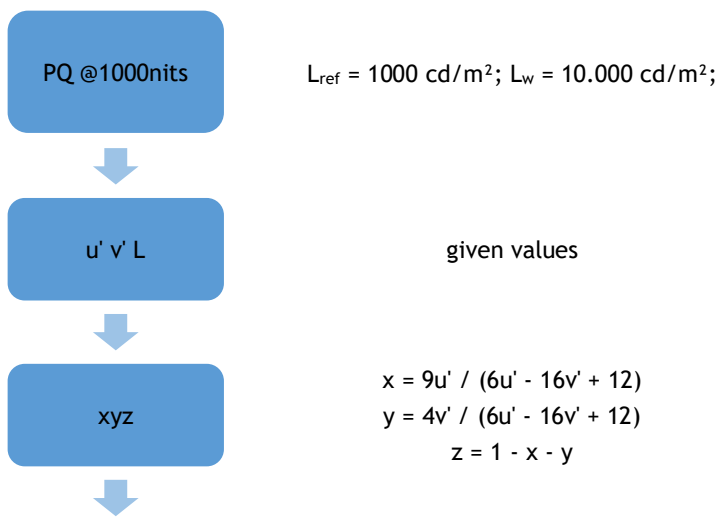 PQ @1000nits
L_ref = 1000 cd/m²; L_w = 10.000 cd/m²;
u' v' L
given values
xyz
x = 9u' / (6u' - 16v' + 12)
y = 4v' / (6u' - 16v' + 12)
z = 1 - x - y